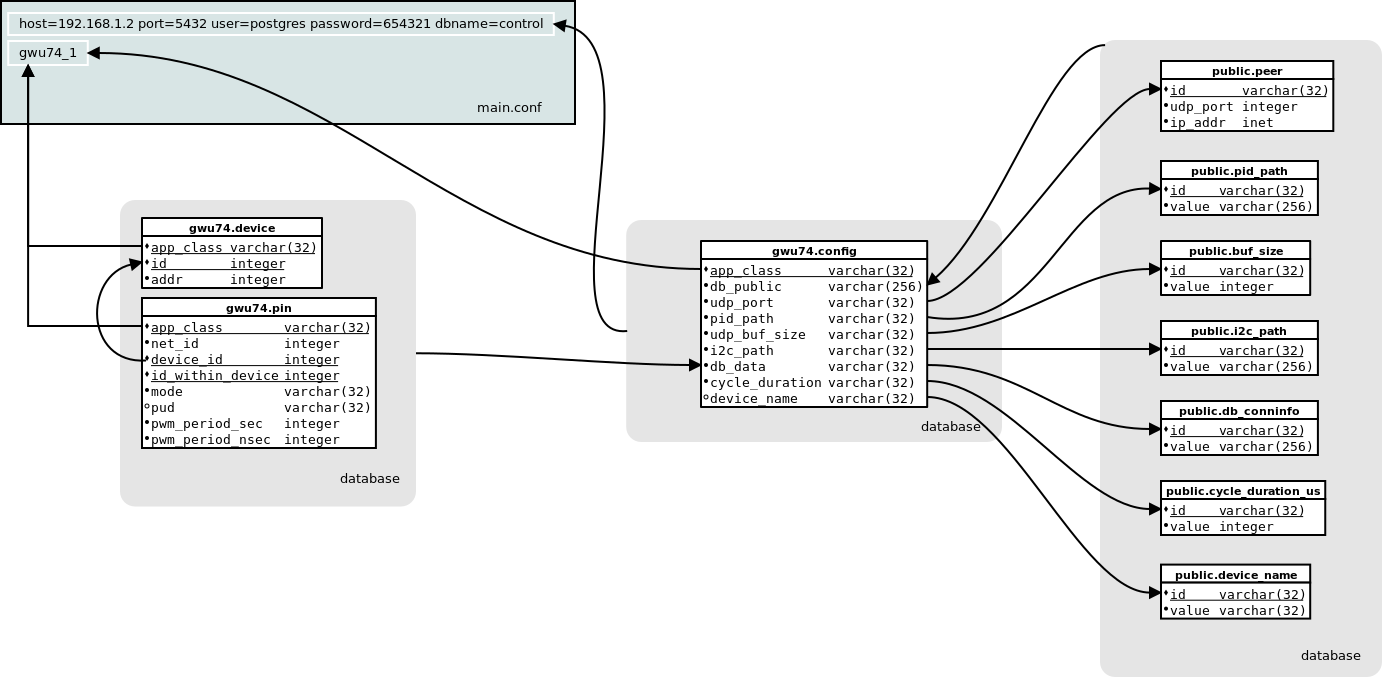 host=192.168.1.2 port=5432 user=postgres password=654321 dbname=control
gwu74_1
main.conf
gwu74.device
app_class varchar(32)
id integer
addr integer
gwu74.pin
app_class varchar(32)
net_id integer
device_id integer
id_within_device integer
mode varchar(32)
pud varchar(32)
pwm_period_sec integer
pwm_period_nsec integer
database
gwu74.config
app_class varchar(32)
db_public varchar(256)
udp_port varchar(32)
pid_path varchar(32)
udp_buf_size varchar(32)
i2c_path varchar(32)
db_data varchar(32)
cycle_duration varchar(32)
device_name varchar(32)
database
public.peer
id varchar(32)
udp_port integer
ip_addr inet
public.pid_path
id varchar(32)
value varchar(256)
public.buf_size
id varchar(32)
value integer
public.i2c_path
id varchar(32)
value varchar(256)
public.db_conninfo
id varchar(32)
value varchar(256)
public.cycle_duration_us
id varchar(32)
value integer
public.device_name
id varchar(32)
value varchar(32)
database